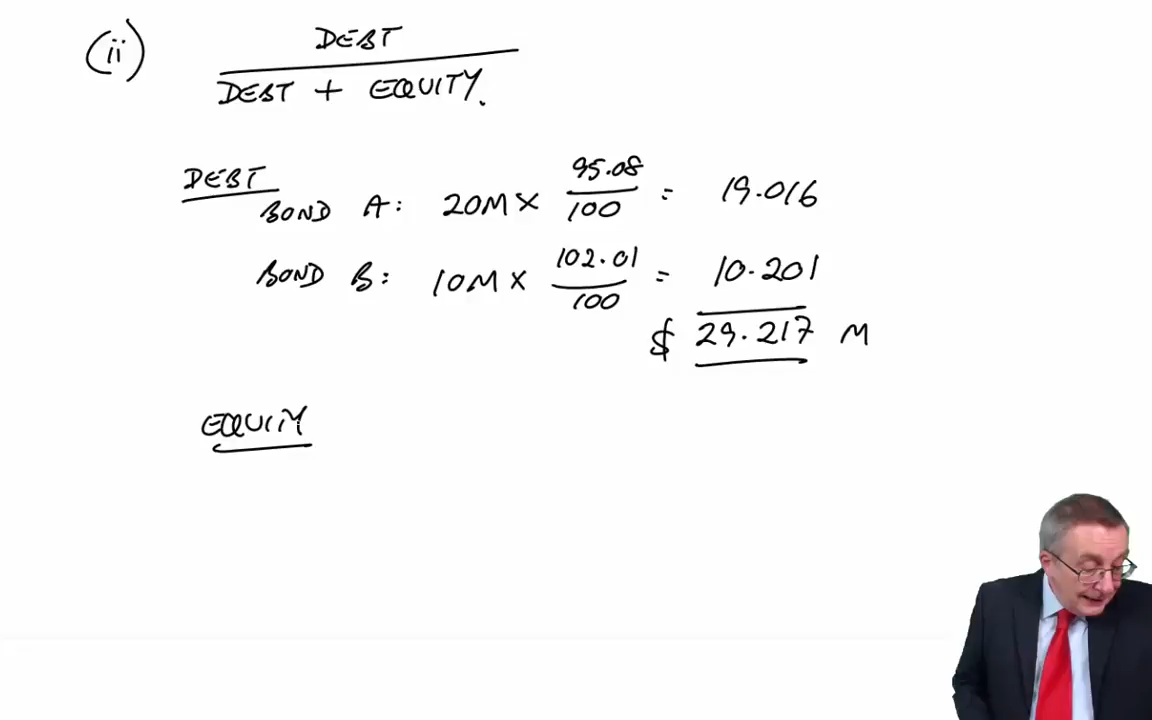 (ii) DEBT
DEBT + EQUITY.
DEBT
BOND A: 20M × 95.08/100 = 19.016
BOND B: 10M × 102.01/100 = 10.201
$ 29.217 M
EQUITY